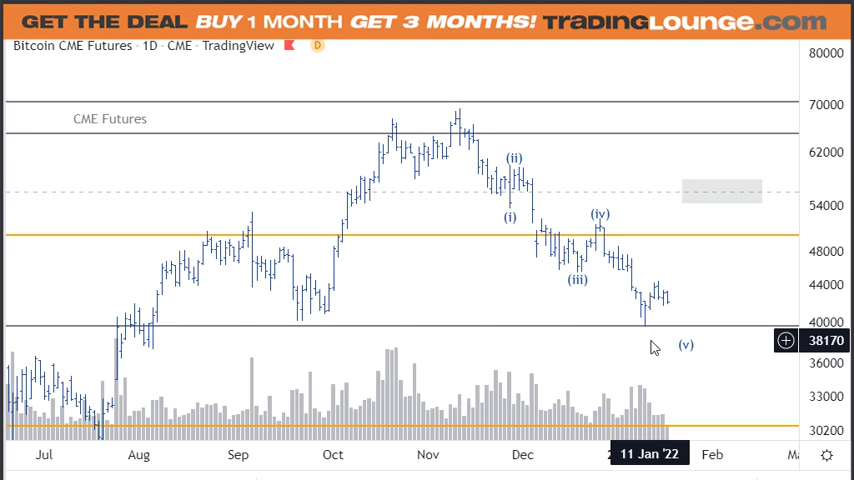 GET THE DEAL BUY 1 MONTH GET 3 MONTHS! TRADINGLOUNGE.COM
Bitcoin CME Futures · 1D · CME · TradingView D
80000
CME Futures
70000
62000
(ii)
54000
(i)
(iv)
48000
(iii)
44000
40000
(v)
38170
36000
33000
30200
Jul Aug Sep Oct Nov Dec 11 Jan '22 Feb Ma